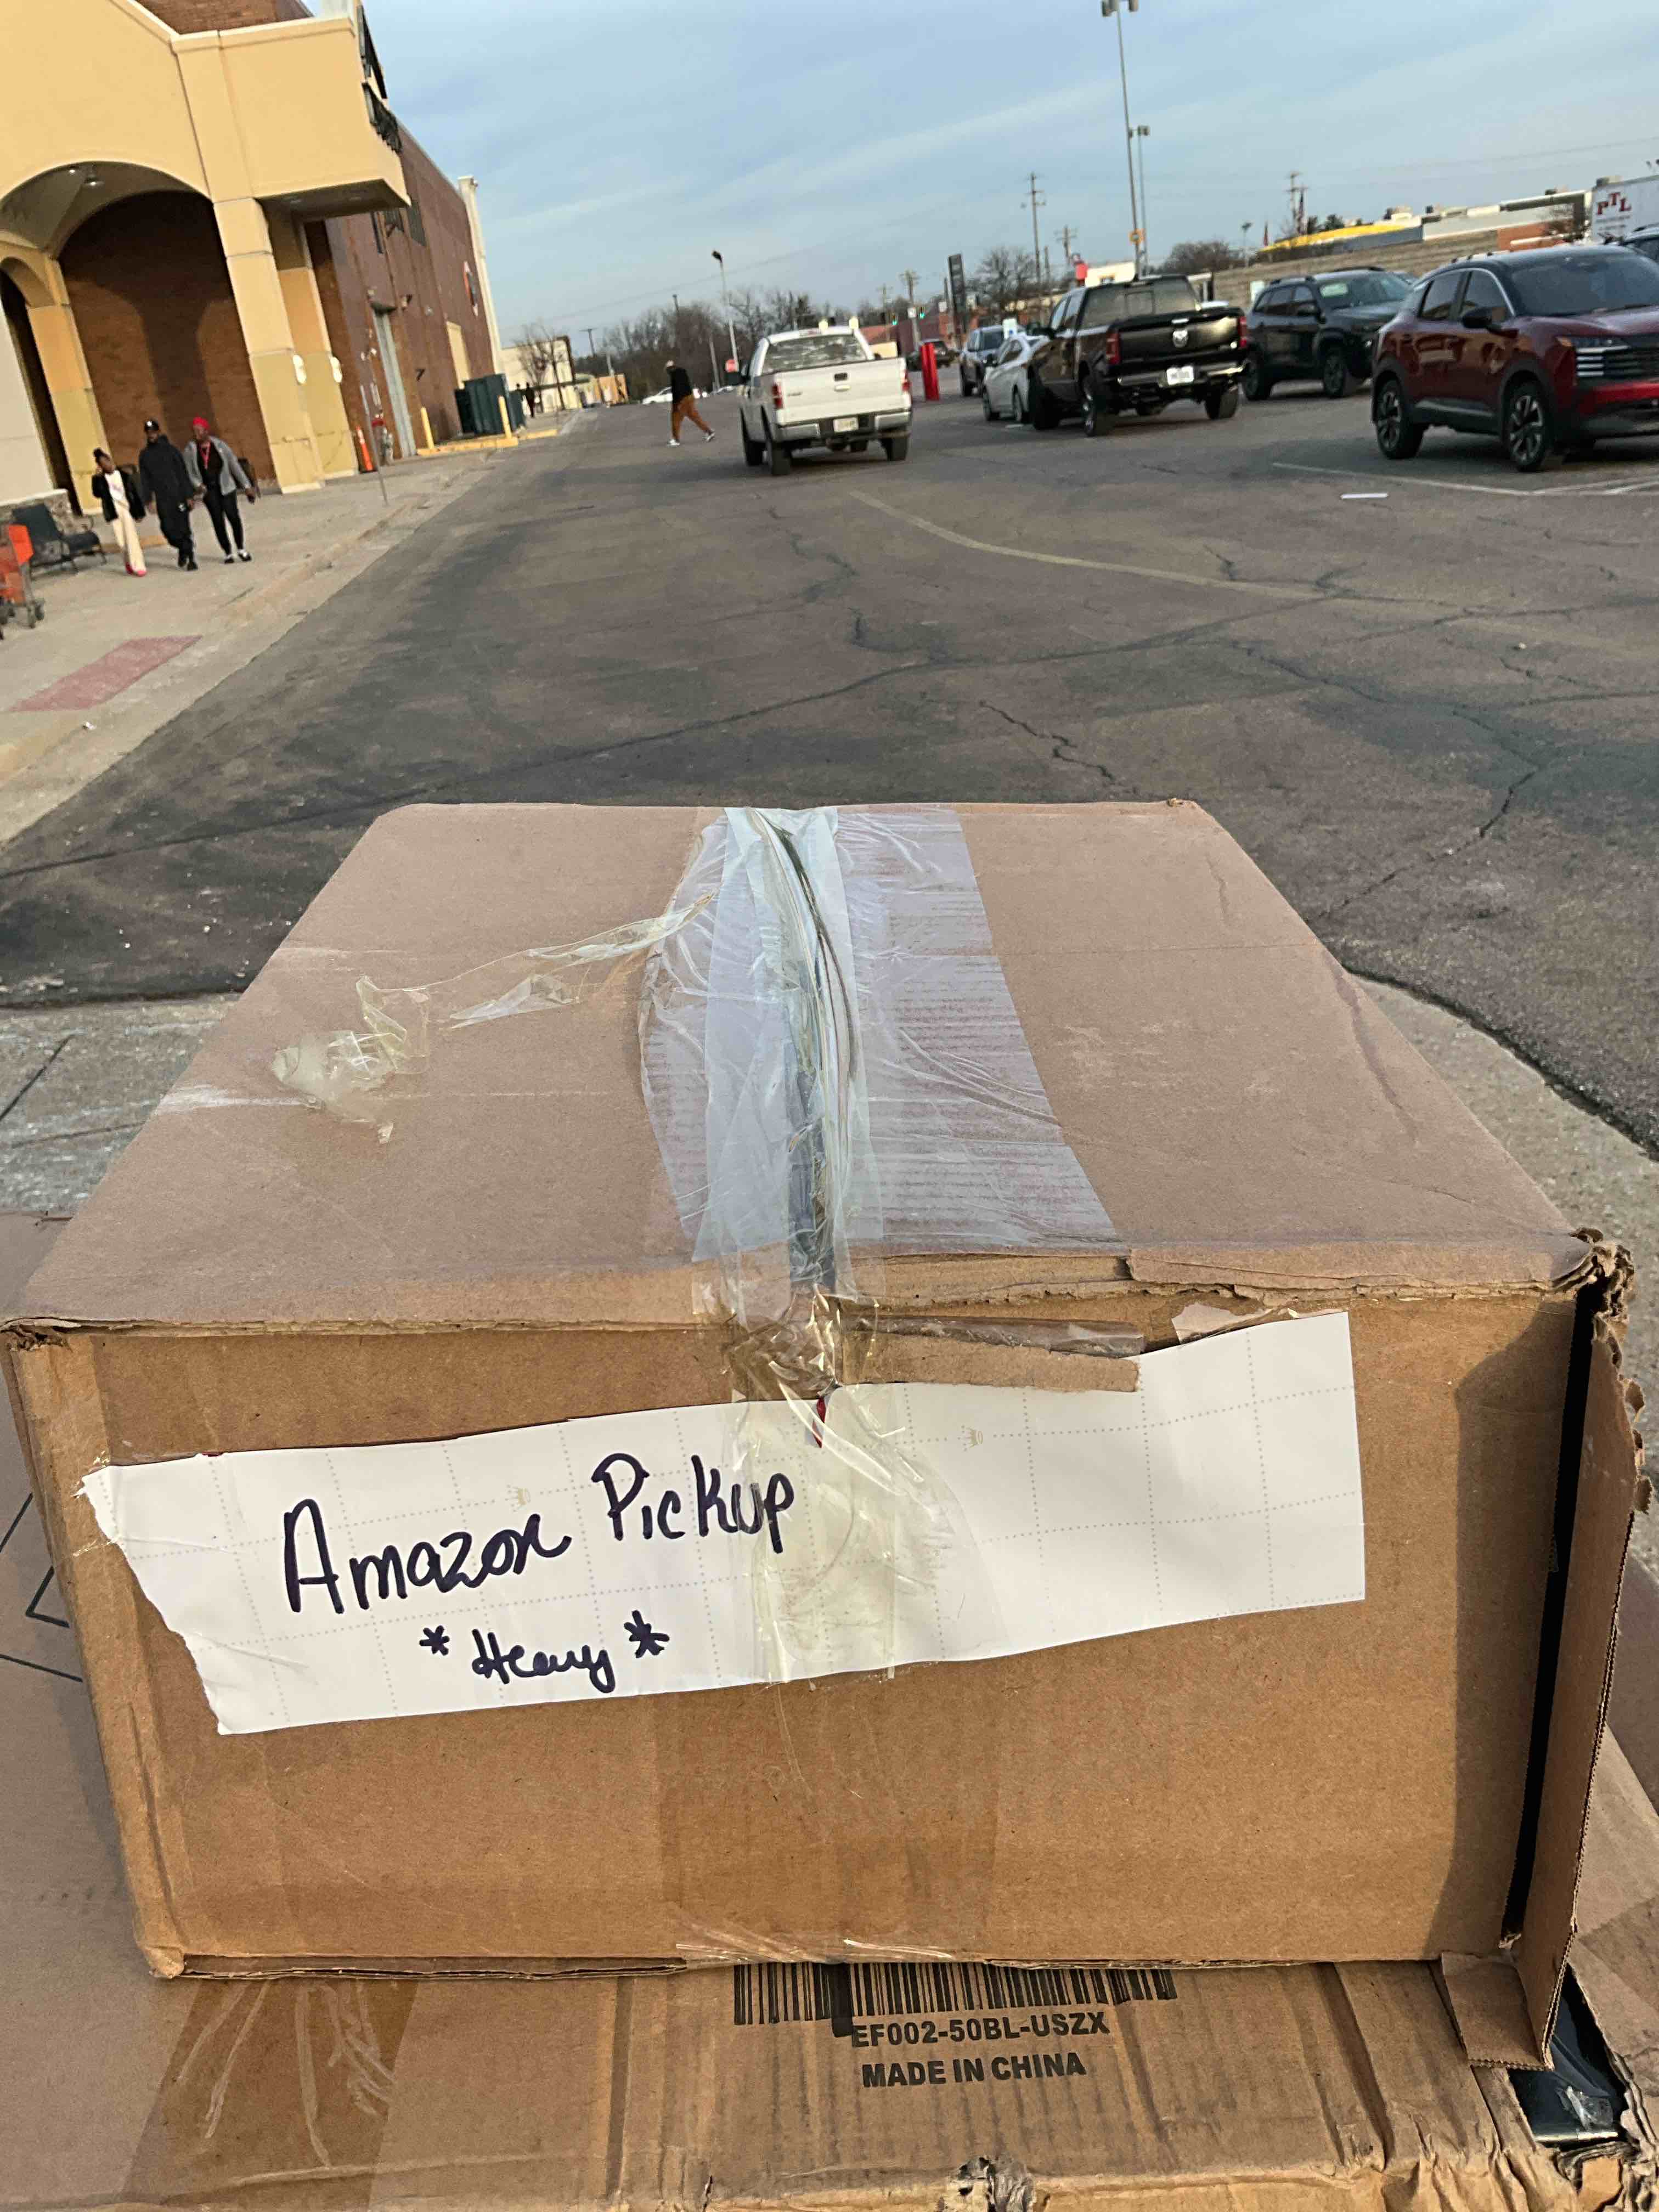 PTL
Amazon Pickup
* Heavy *
EF002-50BL-USZX
MADE IN CHINA